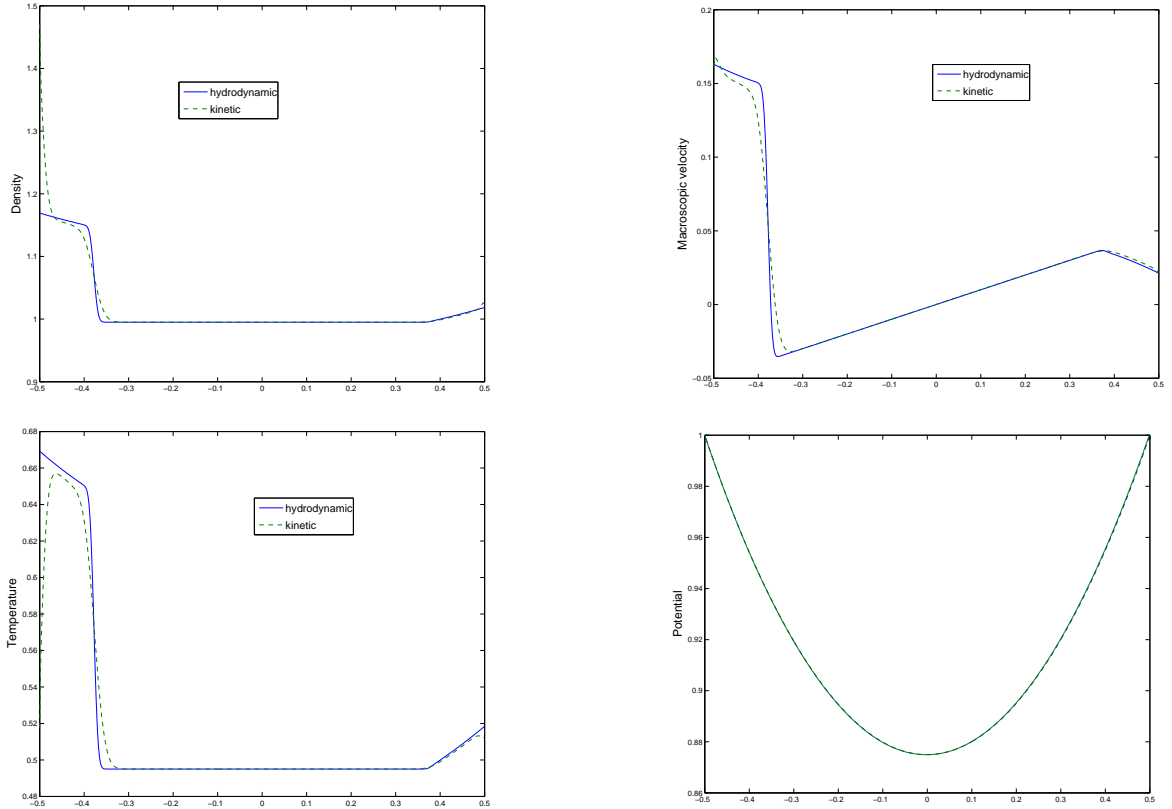 1.5
1.4
1.3
1.2
1.1
1
0.9
Density
hydrodynamic
kinetic
−0.5 −0.4 −0.3 −0.2 −0.1 0 0.1 0.2 0.3 0.4 0.5
0.2
0.15
0.1
0.05
0
−0.05
Macroscopic velocity
hydrodynamic
kinetic
−0.5 −0.4 −0.3 −0.2 −0.1 0 0.1 0.2 0.3 0.4 0.5
0.68
0.66
0.64
0.62
0.6
0.58
0.56
0.54
0.52
0.5
0.48
Temperature
hydrodynamic
kinetic
−0.5 −0.4 −0.3 −0.2 −0.1 0 0.1 0.2 0.3 0.4 0.5
1
0.98
0.96
0.94
0.92
0.9
0.88
0.86
Potential
−0.5 −0.4 −0.3 −0.2 −0.1 0 0.1 0.2 0.3 0.4 0.5